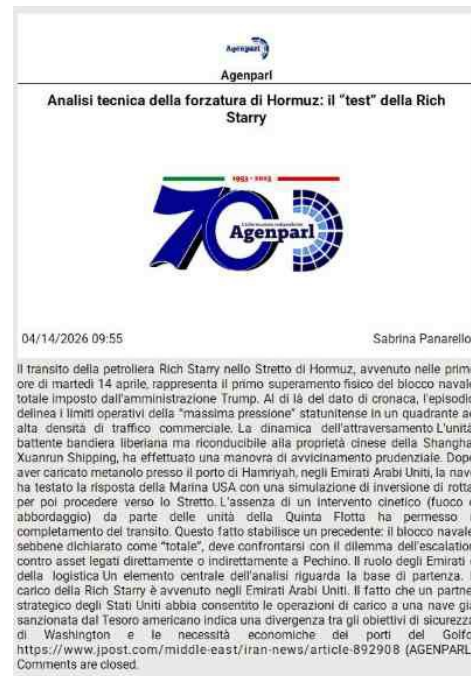 Agenparl
Agenparl
Analisi tecnica della forzatura di Hormuz: il "test" della Rich
Starry
70
Agenparl
04/14/2026 09:55
Sabrina Panarello
Il transito della petroliera Rich Starry nello Stretto di Hormuz, avvenuto nelle prim
ore di martedì 14 aprile, rappresenta il primo superamento fisico del blocco navale
totale imposto dall'amministrazione Trump. Al di là del dato di cronaca, l'episodio
delinea i limiti operativi della "massima pressione" statunitense in un quadrante ad
alta densità di traffico commerciale. La dinamica dell'attraversamento L'unità
battente bandiera liberiana ma riconducibile alla proprietà cinese della Shangha
Xuanrun Shipping, ha effettuato una manovra di avvicinamento prudenziale. Dopo
aver caricato metanolo presso il porto di Hamriyah, negli Emirati Arabi Uniti, la nave
ha testato la risposta della Marina USA con una simulazione di inversione di rotta
per poi procedere verso lo Stretto. L'assenza di un intervento cinetico (fuoco
abbordaggio) da parte delle unità della Quinta Flotta ha permesso
completamento del transito. Questo fatto stabilisce un precedente: il blocco navale
sebbene dichiarato come "totale", deve confrontarsi con il dilemma dell'escalation
contro asset legati direttamente o indirettamente a Pechino. Il ruolo degli Emirati
della logistica Un elemento centrale dell'analisi riguarda la base di partenza.
carico della Rich Starry è avvenuto negli Emirati Arabi Uniti. Il fatto che un partne
strategico degli Stati Uniti abbia consentito le operazioni di carico a una nave già
sanzionata dal Tesoro americano indica una divergenza tra gli obiettivi di sicurezza
di Washington e le necessità economiche dei porti del Golfo
https://www.jpost.com/middle-east/iran-news/article-892908 (AGENPARL
Comments are closed.